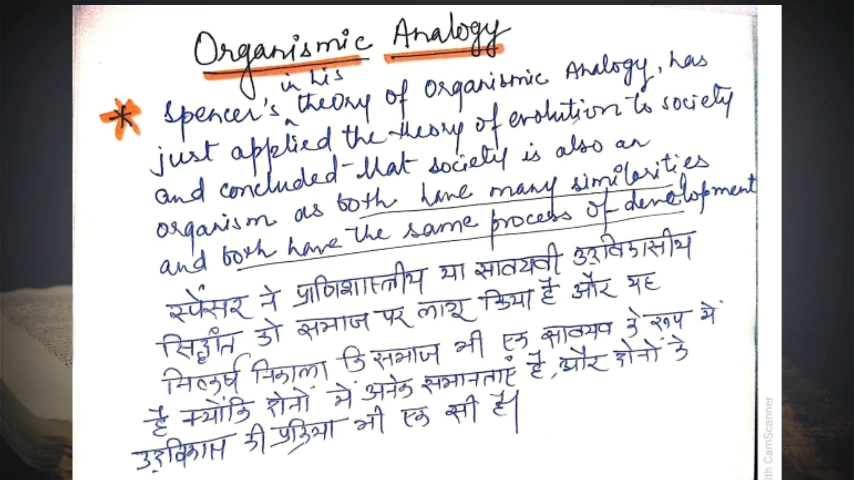 Organismic Analogy
in his
* Spencer's ^ theory of Organismic Analogy, has
just applied the theory of evolution to society
and concluded that society is also an
organism as both have many similarities
and both have the same process of development
स्पेंसर ने प्राणिशास्त्रीय या सावयवी उद्विकासीय
सिद्धांत को समाज पर लागू किया है और यह
निष्कर्ष निकाला कि समाज भी एक सावयव के रूप में
है क्योंकि दोनों में अनेक समानताएं है, और दोनों के
उद्विकास की प्रक्रिया भी एक सी है।
ith CamScanner